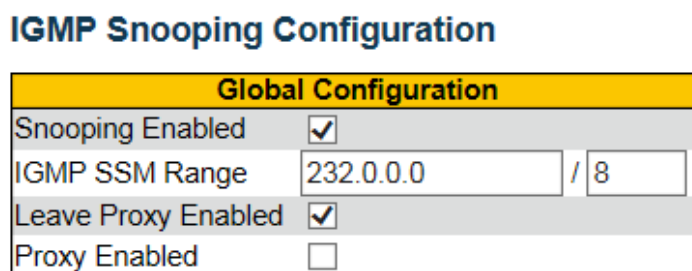 IGMP Snooping Configuration
Global Configuration
Snooping Enabled
IGMP SSM Range 232.0.0.0 / 8
Leave Proxy Enabled
Proxy Enabled